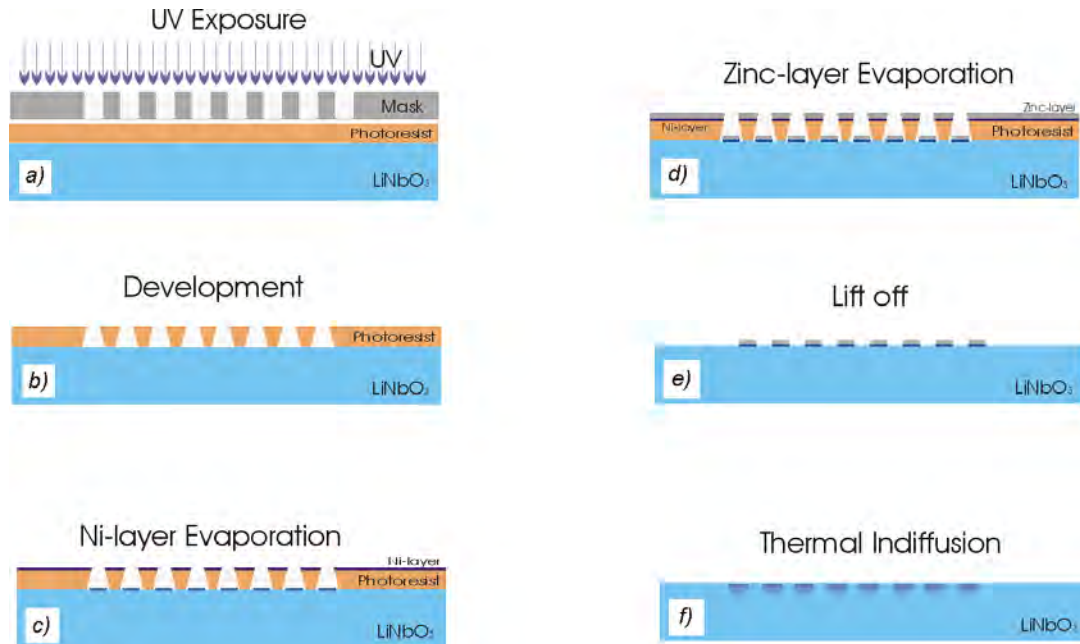 UV Exposure
UV
Mask
Photoresist
a)
LiNbO₃
Development
Photoresist
b)
LiNbO₃
Ni-layer Evaporation
Ni-layer
Photoresist
c)
LiNbO₃
Zinc-layer Evaporation
Zinc-layer
Ni-layer
Photoresist
d)
LiNbO₃
Lift off
e)
LiNbO₃
Thermal Indiffusion
f)
LiNbO₃